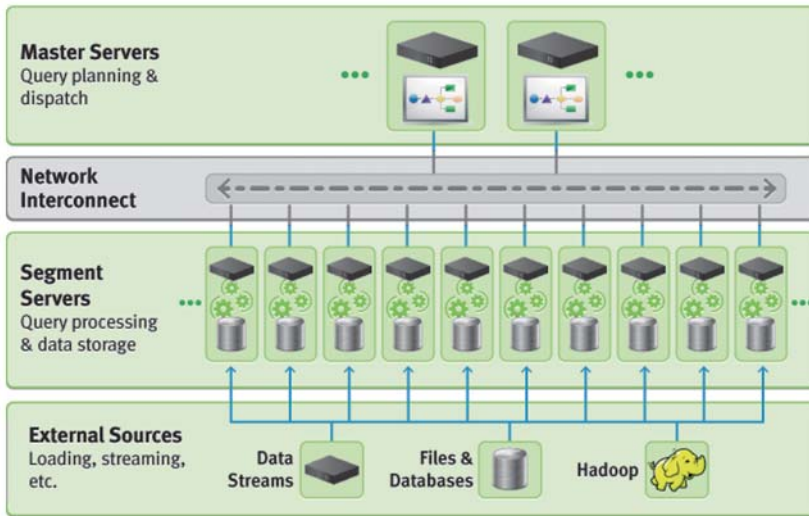 Master Servers
Query planning &
dispatch
Network
Interconnect
Segment
Servers
Query processing
& data storage
External Sources
Loading, streaming,
etc.
Data
Streams
Files &
Databases
Hadoop